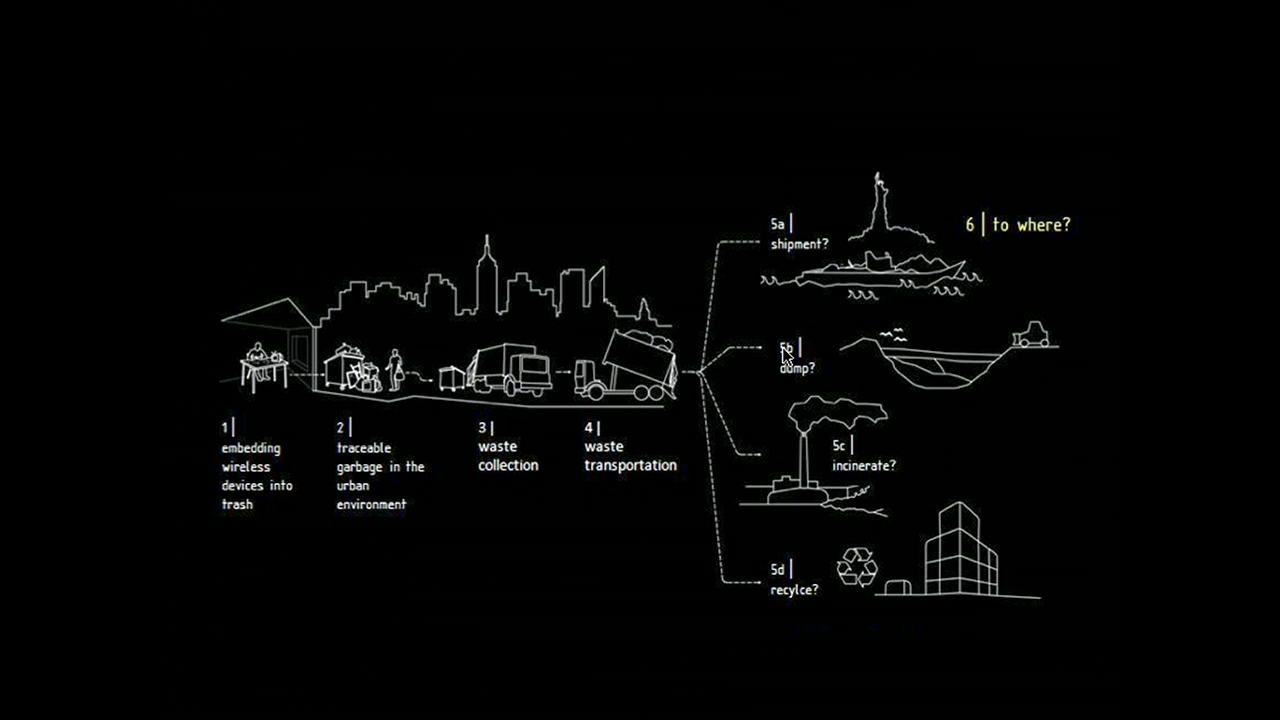 1 |
embedding
wireless
devices into
trash
2 |
traceable
garbage in the
urban
environment
3 |
waste
collection
4 |
waste
transportation
5a |
shipment?
5b |
dump?
5c |
incinerate?
5d |
recylce?
6 | to where?